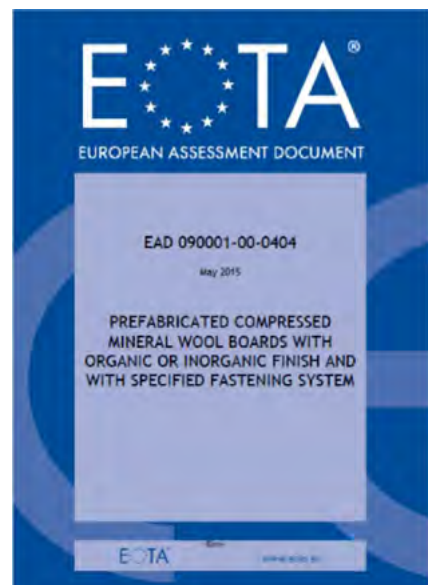 EOTA®
EUROPEAN ASSESSMENT DOCUMENT
EAD 090001-00-0404
May 2015
PREFABRICATED COMPRESSED
MINERAL WOOL BOARDS WITH
ORGANIC OR INORGANIC FINISH AND
WITH SPECIFIED FASTENING SYSTEM
EOTA